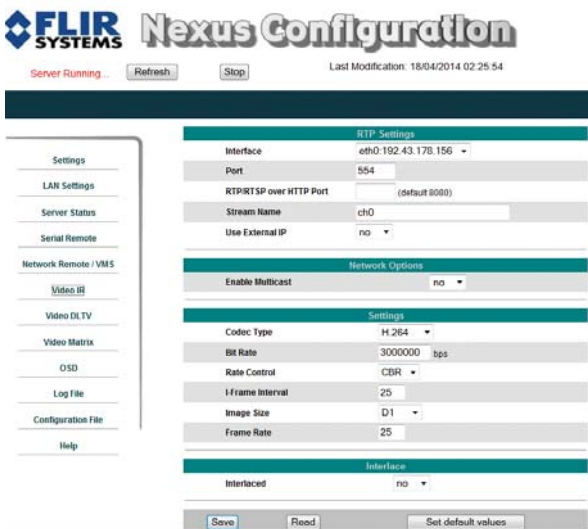 FLIR
SYSTEMS
Nexus Configuration
Server Running...
Refresh
Stop
Last Modification: 18/04/2014 02:25:54
Settings
LAN Settings
Server Status
Serial Remote
Network Remote / VMS
Video IR
Video DLTV
Video Matrix
OSD
Log File
Configuration File
Help
RTP Settings
Interface eth0:192.43.178.156
Port 554
RTP/RTSP over HTTP Port (default 8080)
Stream Name ch0
Use External IP no
Network Options
Enable Multicast no
Settings
Codec Type H.264
Bit Rate 3000000 bps
Rate Control CBR
I-Frame Interval 25
Image Size D1
Frame Rate 25
Interlace
Interlaced no
Save Read Set default values